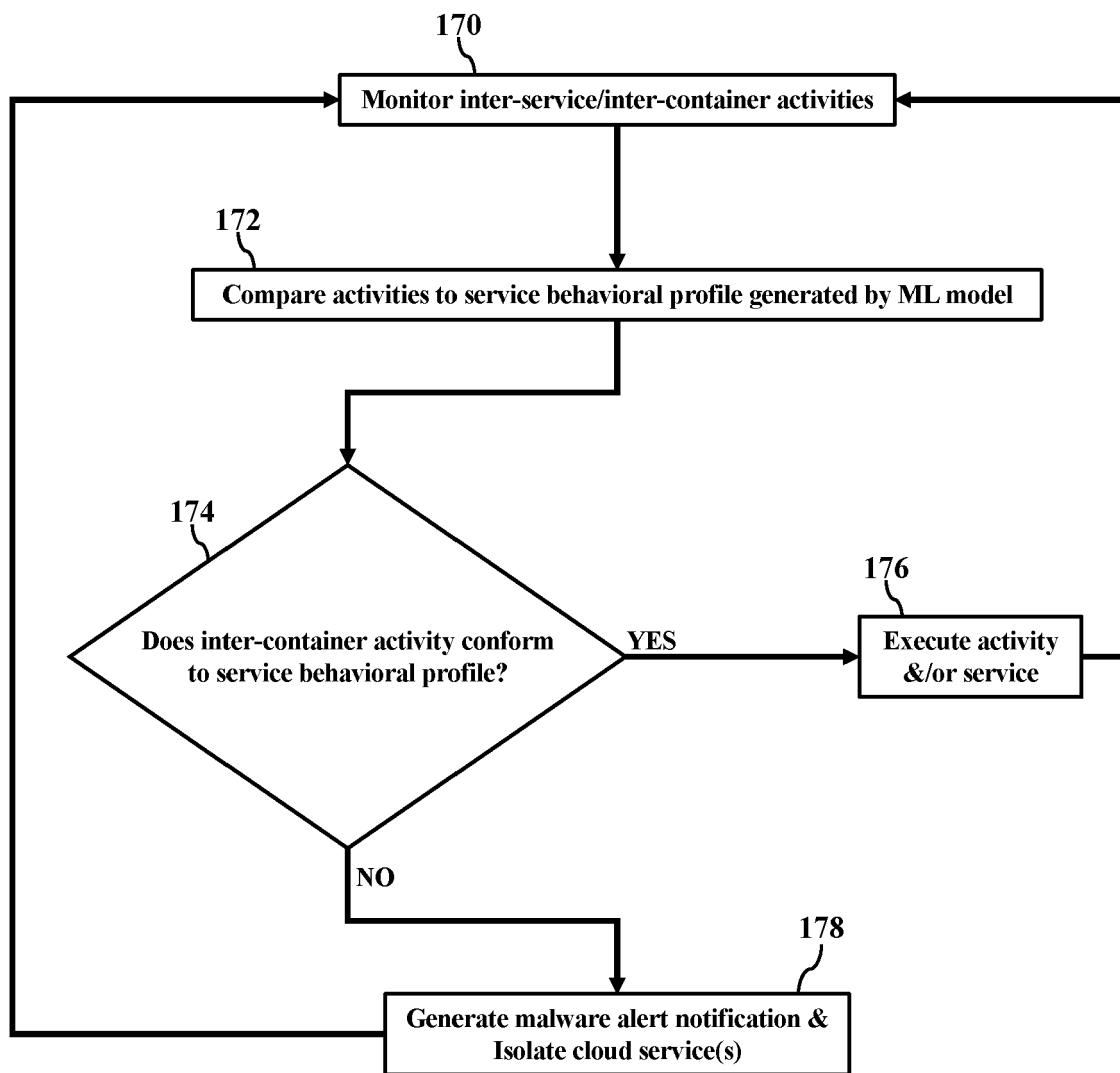 170
Monitor inter-service/inter-container activities
172
Compare activities to service behavioral profile generated by ML model
174
Does inter-container activity conform
to service behavioral profile?
YES
176
Execute activity
&/or service
NO
178
Generate malware alert notification &
Isolate cloud service(s)